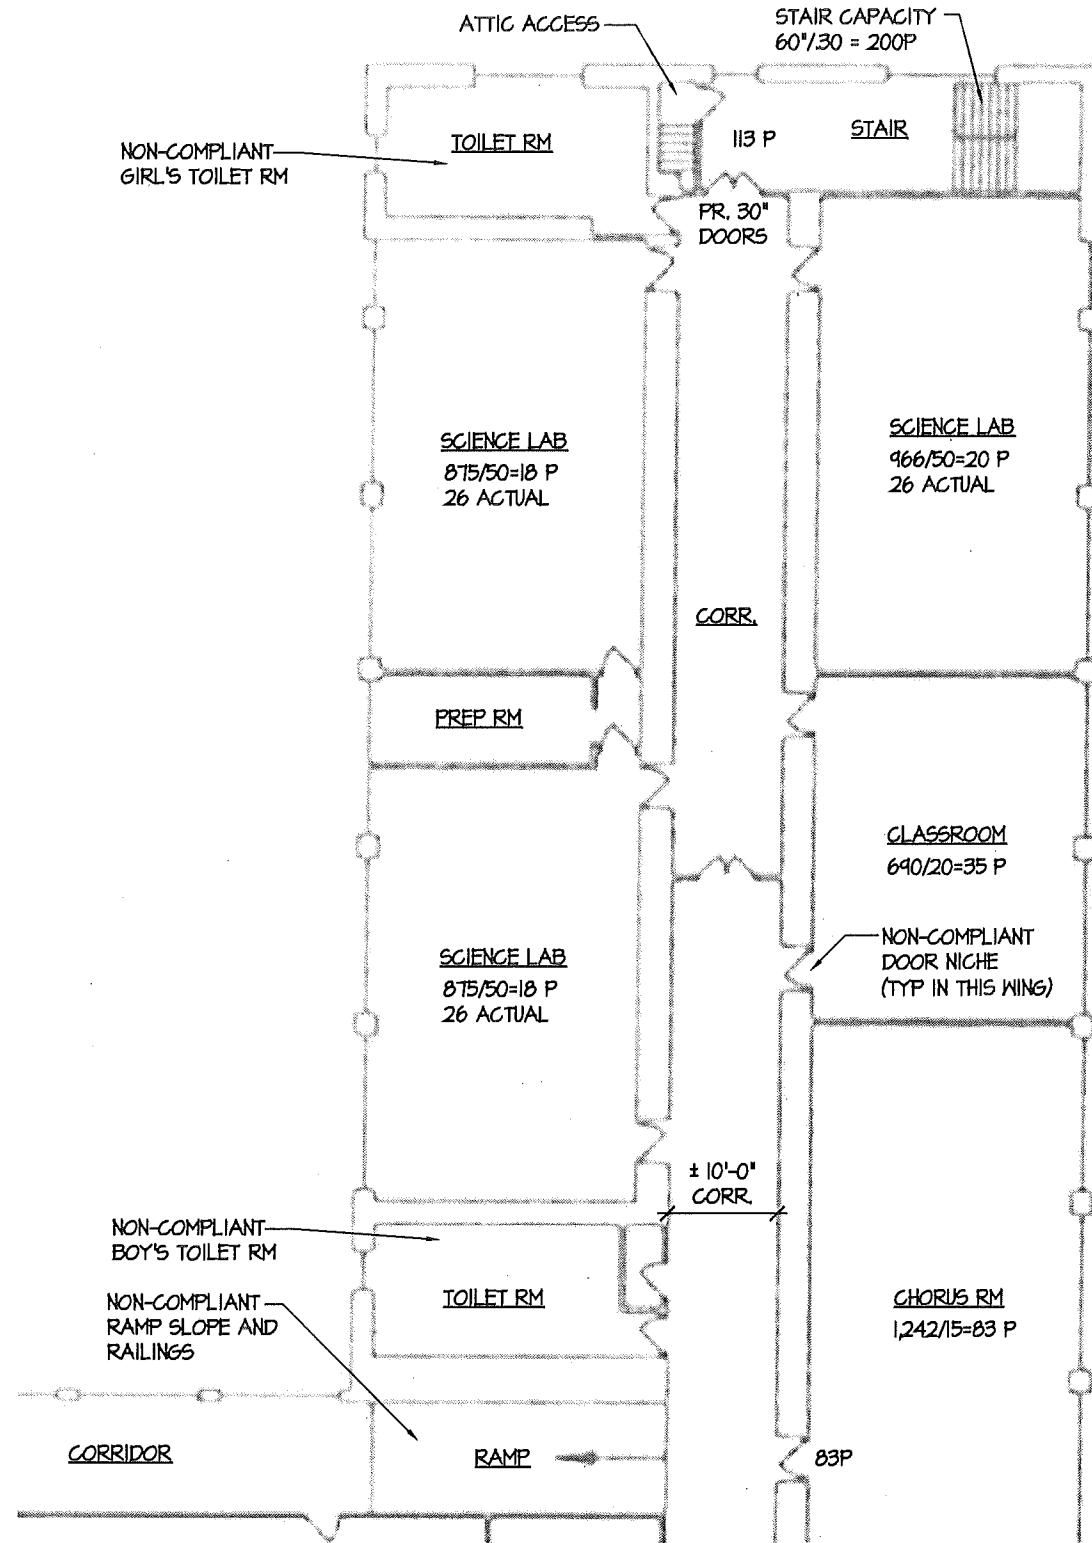 ATTIC ACCESS
STAIR CAPACITY
60"/.30 = 200P
TOILET RM
113 P
STAIR
NON-COMPLIANT
GIRL'S TOILET RM
PR. 30"
DOORS
SCIENCE LAB
875/50=18 P
26 ACTUAL
SCIENCE LAB
966/50=20 P
26 ACTUAL
CORR.
PREP RM
CLASSROOM
690/20=35 P
NON-COMPLIANT
DOOR NICHE
(TYP IN THIS WING)
SCIENCE LAB
875/50=18 P
26 ACTUAL
± 10'-0"
CORR.
NON-COMPLIANT
BOY'S TOILET RM
TOILET RM
NON-COMPLIANT
RAMP SLOPE AND
RAILINGS
CHORUS RM
1,242/15=83 P
CORRIDOR
RAMP
83P